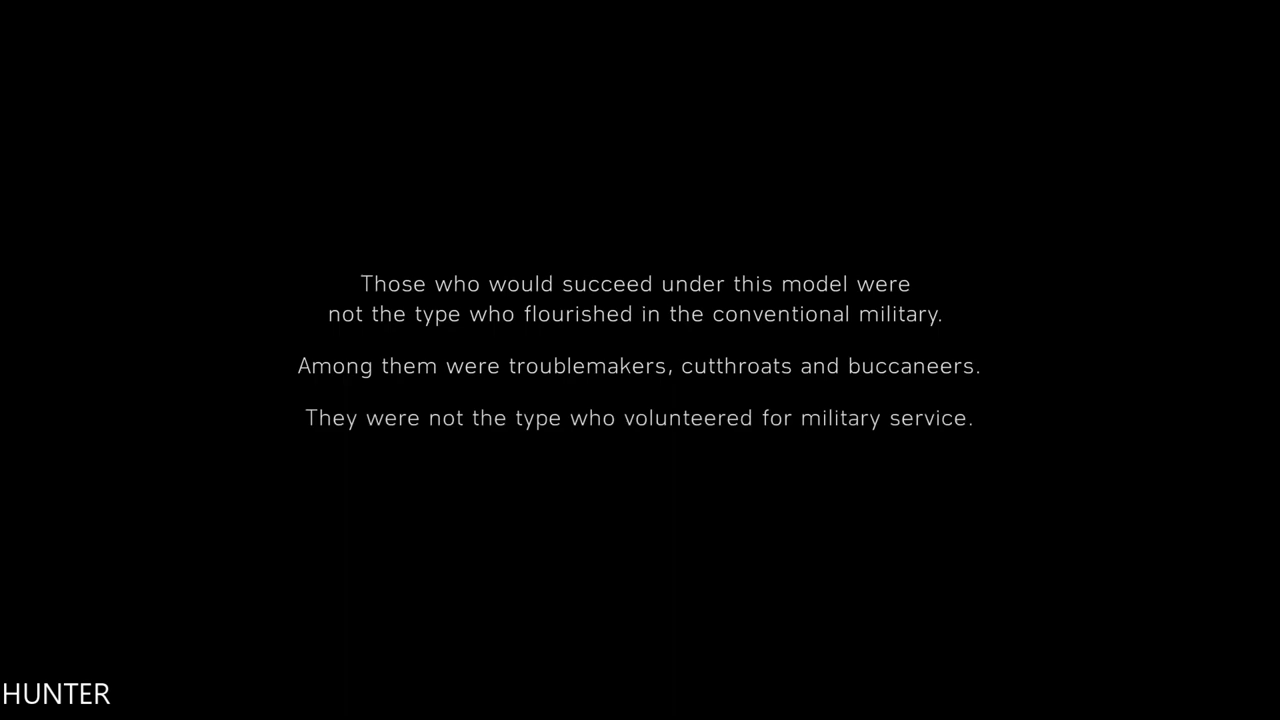 Those who would succeed under this model were
not the type who flourished in the conventional military.
Among them were troublemakers, cutthroats and buccaneers.
They were not the type who volunteered for military service.
HUNTER